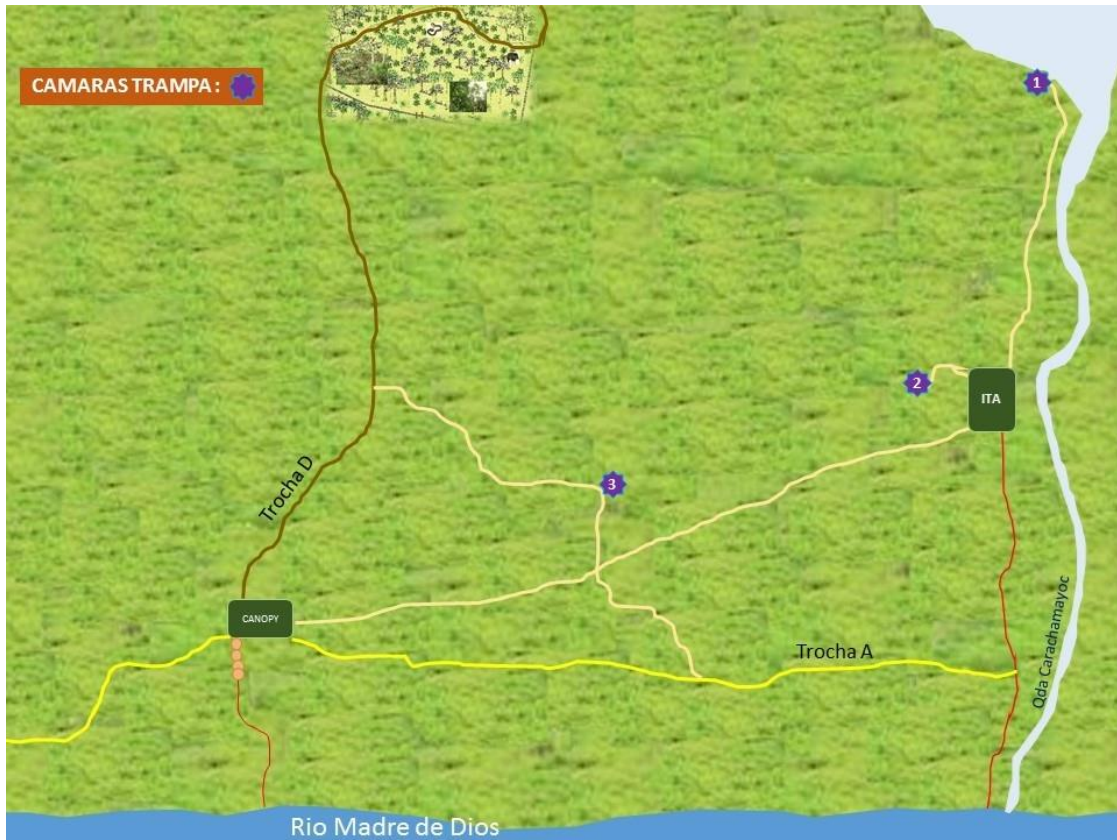 CAMARAS TRAMPA :
1
2
ITA
3
Trocha D
CANOPY
Trocha A
Qda Carachamayoc
Rio Madre de Dios